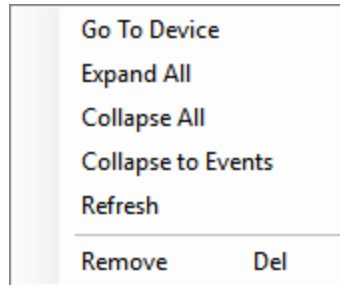 Go To Device
Expand All
Collapse All
Collapse to Events
Refresh
Remove Del